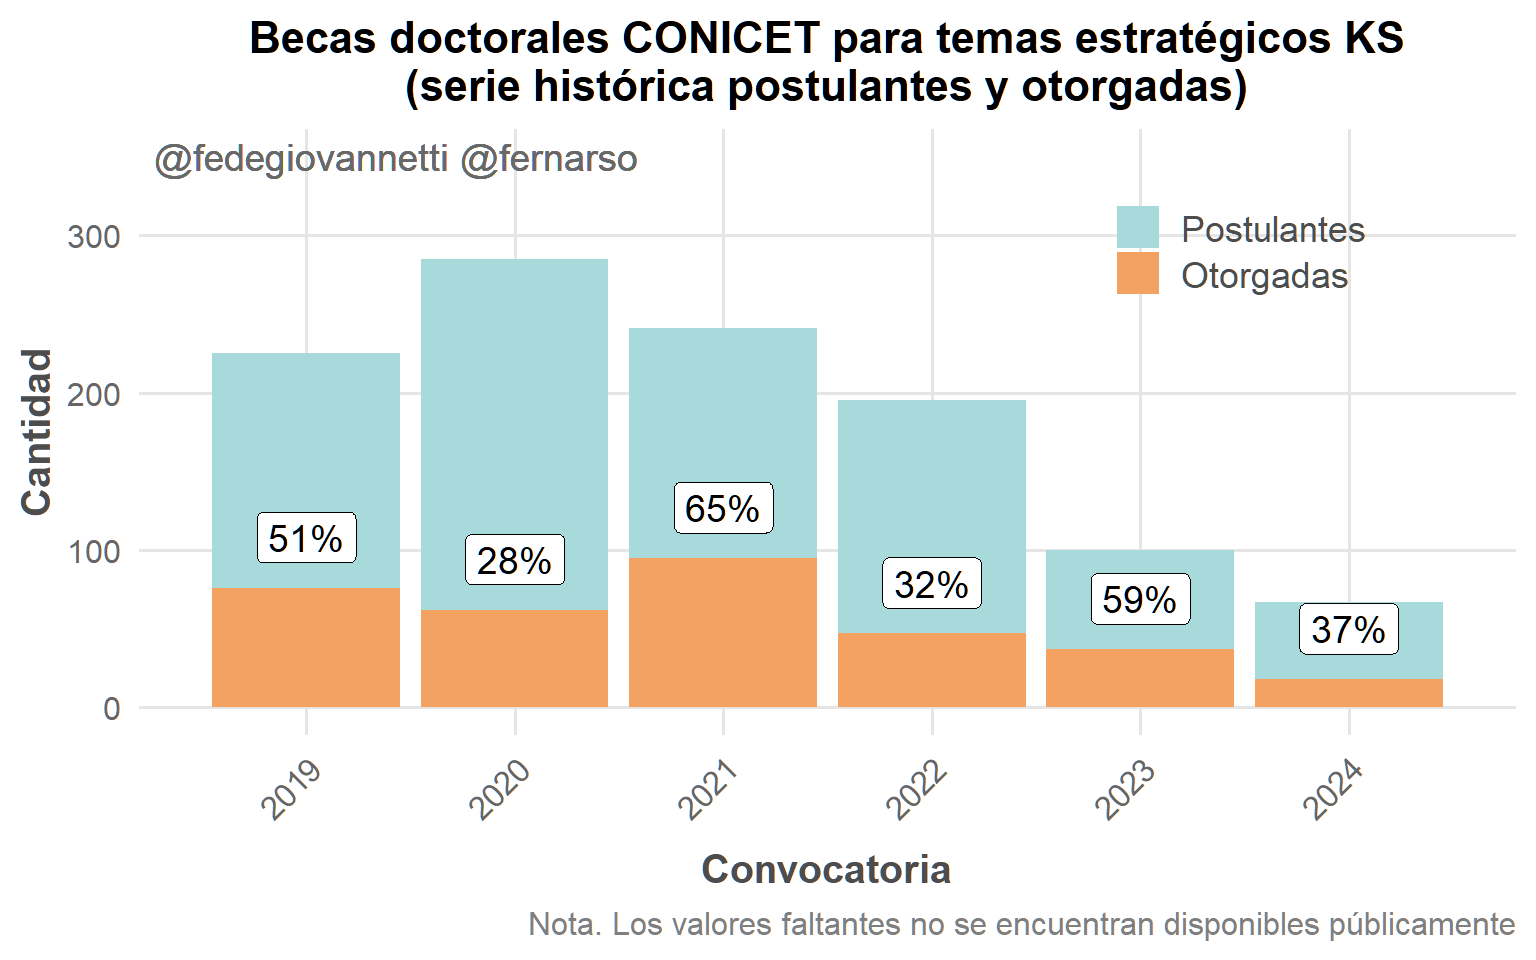 Becas doctorales CONICET para temas estratégicos KS
(serie histórica postulantes y otorgadas)
@fedegiovannetti @fernarso
Postulantes
Otorgadas
Cantidad
300
200
100
0
51%
28%
65%
32%
59%
37%
2019
2020
2021
2022
2023
2024
Convocatoria
Nota. Los valores faltantes no se encuentran disponibles públicamente